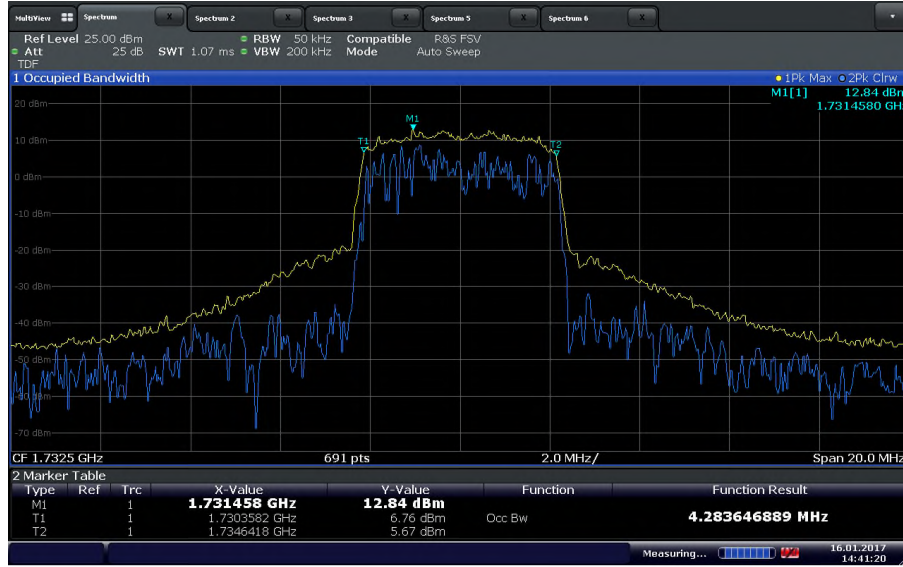 MultiView Spectrum X Spectrum 2 X Spectrum 3 X Spectrum 5 X Spectrum 6 X
Ref Level 25.00 dBm RBW 50 kHz Compatible R&S FSV
Att 25 dB SWT 1.07 ms VBW 200 kHz Mode Auto Sweep
TDF
1 Occupied Bandwidth 1Pk Max 2Pk Clrw
M1[1] 12.84 dBm
1.7314580 GHz
20 dBm
M1
10 dBm
T1
T2
0 dBm
-10 dBm
-20 dBm
-30 dBm
-40 dBm
-50 dBm
-60 dBm
-70 dBm
CF 1.7325 GHz 691 pts 2.0 MHz/ Span 20.0 MHz
2 Marker Table
Type Ref Trc X-Value Y-Value Function Function Result
M1 1 1.731458 GHz 12.84 dBm
T1 1 1.7303582 GHz 6.76 dBm Occ Bw 4.283646889 MHz
T2 1 1.7346418 GHz 5.67 dBm
Measuring... 16.01.2017
14:41:20